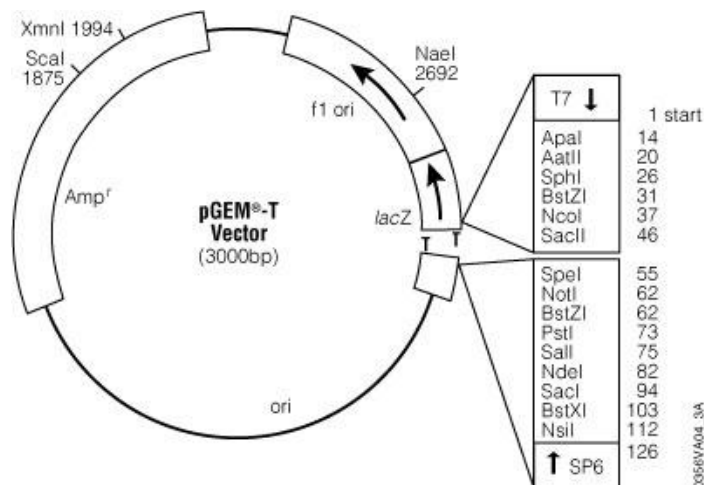 XmnI 1994
ScaI
1875
NaeI
2692
f1 ori
T7 ↓
1 start
ApaI 14
AatII 20
SphI 26
BstZI 31
NcoI 37
SacII 46
Ampʳ
pGEM®-T
Vector
(3000bp)
lacZ
T
T
SpeI 55
NotI 62
BstZI 62
PstI 73
SalI 75
NdeI 82
SacI 94
BstXI 103
NsiI 112
126
↑ SP6
ori
0356VA04_3A